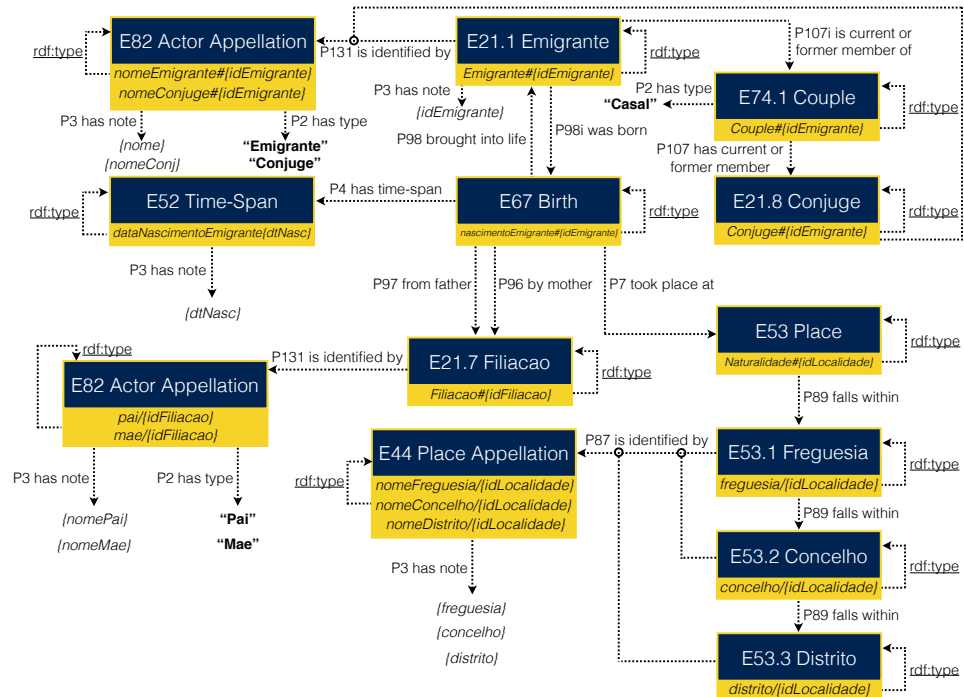 E82 Actor Appellation
nomeEmigrante#{idEmigrante}
nomeConjuge#{idEmigrante}
rdf:type
P131 is identified by
E21.1 Emigrante
Emigrante#{idEmigrante}
rdf:type
P107i is current or
former member of
P3 has note
{idEmigrante}
P2 has type
“Casal”
E74.1 Couple
Couple#{idEmigrante}
rdf:type
P3 has note
{nome}
{nomeConj}
P2 has type
“Emigrante”
“Conjuge”
P98 brought into life
P98i was born
P107 has current or
former member
E52 Time-Span
dataNascimentoEmigrante{dtNasc}
rdf:type
P4 has time-span
E67 Birth
nascimentoEmigrante#{idEmigrante}
rdf:type
E21.8 Conjuge
Conjuge#{idEmigrante}
rdf:type
P3 has note
{dtNasc}
P97 from father
P96 by mother
P7 took place at
E53 Place
Naturalidade#{idLocalidade}
rdf:type
rdf:type
E82 Actor Appellation
pai/{idFiliacao}
mae/{idFiliacao}
P131 is identified by
E21.7 Filiacao
Filiacao#{idFiliacao}
rdf:type
P89 falls within
P3 has note
{nomePai}
{nomeMae}
P2 has type
“Pai”
“Mae”
E44 Place Appellation
nomeFreguesia/{idLocalidade}
nomeConcelho/{idLocalidade}
nomeDistrito/{idLocalidade}
rdf:type
P87 is identified by
E53.1 Freguesia
freguesia/{idLocalidade}
rdf:type
P89 falls within
P3 has note
{freguesia}
{concelho}
{distrito}
E53.2 Concelho
concelho/{idLocalidade}
rdf:type
P89 falls within
E53.3 Distrito
distrito/{idLocalidade}
rdf:type